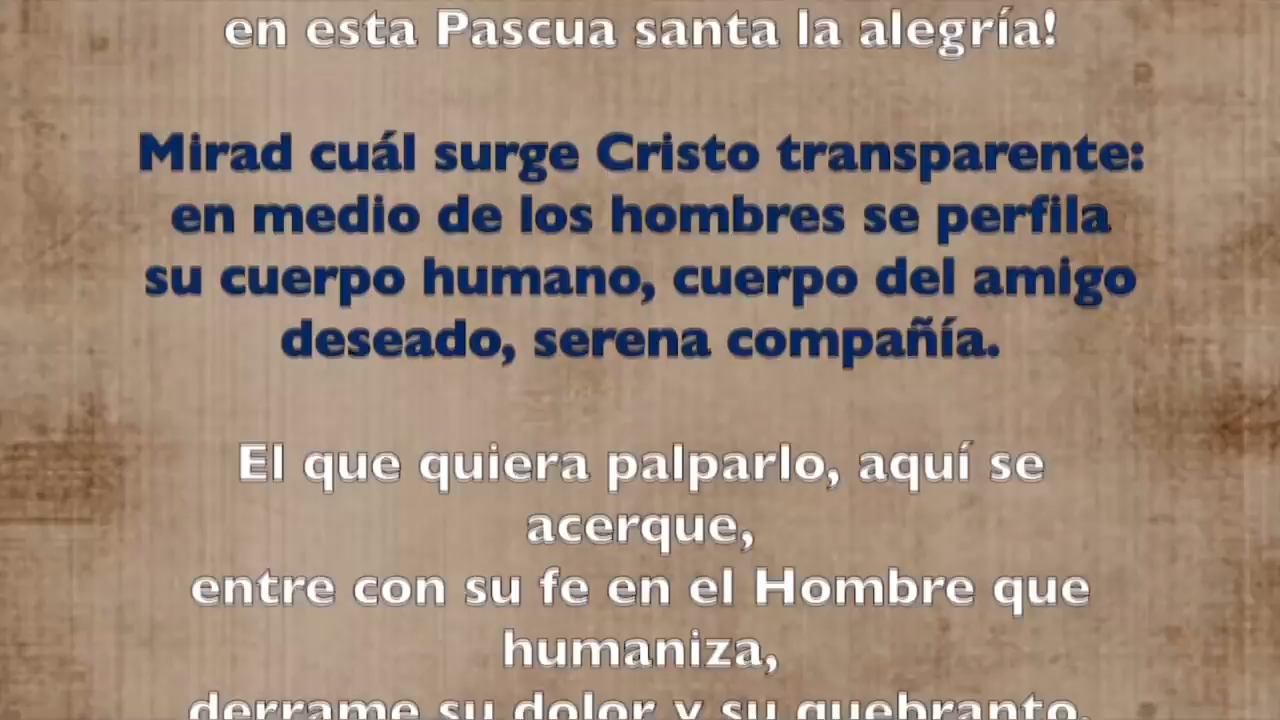 en esta Pascua santa la alegría!
Mirad cuál surge Cristo transparente:
en medio de los hombres se perfila
su cuerpo humano, cuerpo del amigo
deseado, serena compañía.
El que quiera palparlo, aquí se
acerque,
entre con su fe en el Hombre que
humaniza,
derrame su dolor y su quebranto,